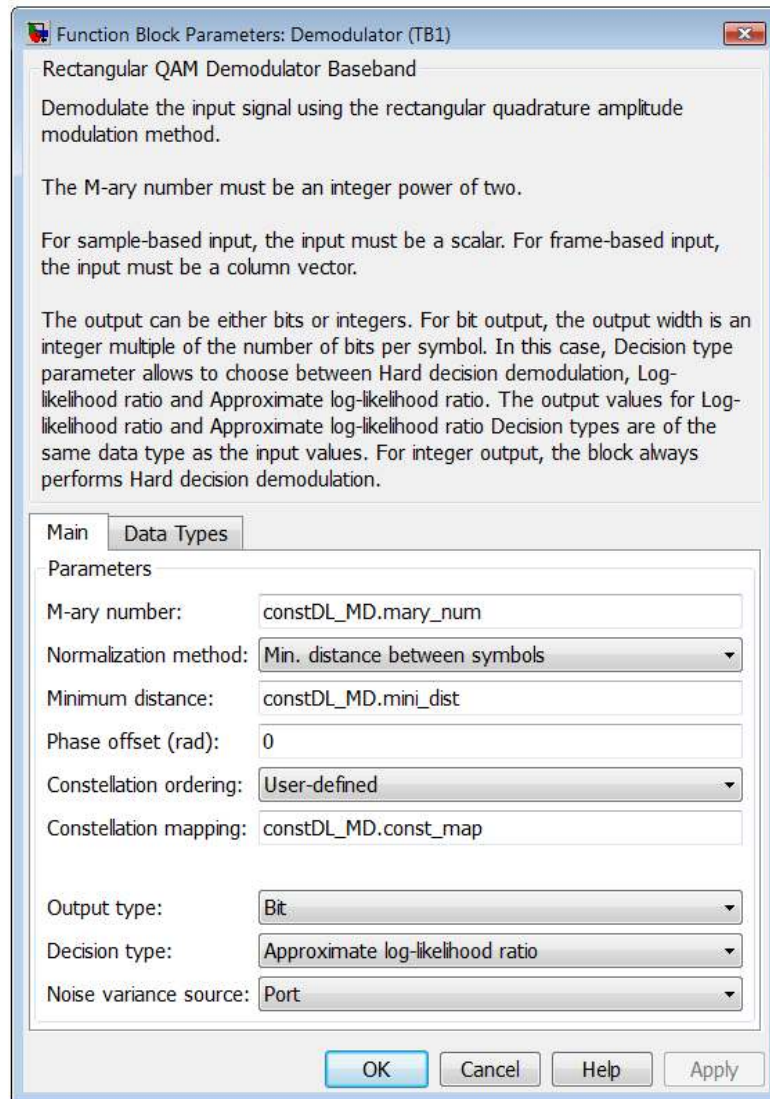 Function Block Parameters: Demodulator (TB1)
Rectangular QAM Demodulator Baseband
Demodulate the input signal using the rectangular quadrature amplitude
modulation method.
The M-ary number must be an integer power of two.
For sample-based input, the input must be a scalar. For frame-based input,
the input must be a column vector.
The output can be either bits or integers. For bit output, the output width is an
integer multiple of the number of bits per symbol. In this case, Decision type
parameter allows to choose between Hard decision demodulation, Log-
likelihood ratio and Approximate log-likelihood ratio. The output values for Log-
likelihood ratio and Approximate log-likelihood ratio Decision types are of the
same data type as the input values. For integer output, the block always
performs Hard decision demodulation.
Main Data Types
Parameters
M-ary number: constDL_MD.mary_num
Normalization method: Min. distance between symbols
Minimum distance: constDL_MD.mini_dist
Phase offset (rad): 0
Constellation ordering: User-defined
Constellation mapping: constDL_MD.const_map
Output type: Bit
Decision type: Approximate log-likelihood ratio
Noise variance source: Port
OK Cancel Help Apply